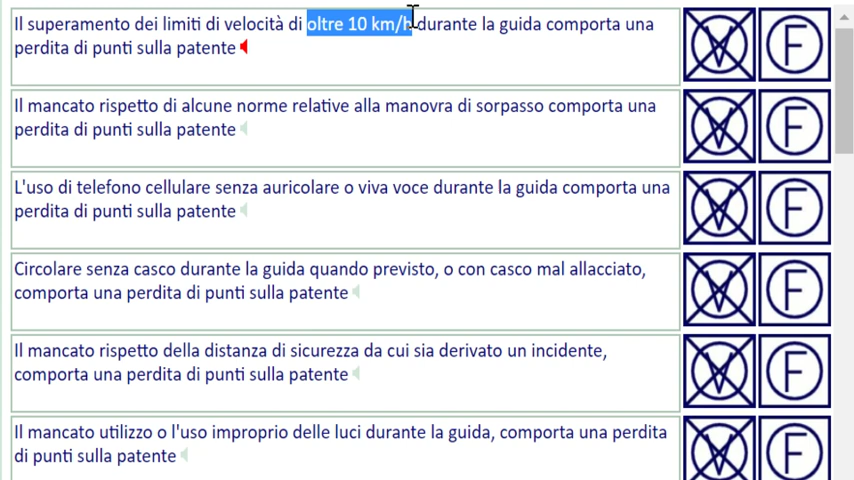 Il superamento dei limiti di velocità di oltre 10 km/h durante la guida comporta una
perdita di punti sulla patente
V F
Il mancato rispetto di alcune norme relative alla manovra di sorpasso comporta una
perdita di punti sulla patente
V F
L'uso di telefono cellulare senza auricolare o viva voce durante la guida comporta una
perdita di punti sulla patente
V F
Circolare senza casco durante la guida quando previsto, o con casco mal allacciato,
comporta una perdita di punti sulla patente
V F
Il mancato rispetto della distanza di sicurezza da cui sia derivato un incidente,
comporta una perdita di punti sulla patente
V F
Il mancato utilizzo o l'uso improprio delle luci durante la guida, comporta una perdita
di punti sulla patente
V F